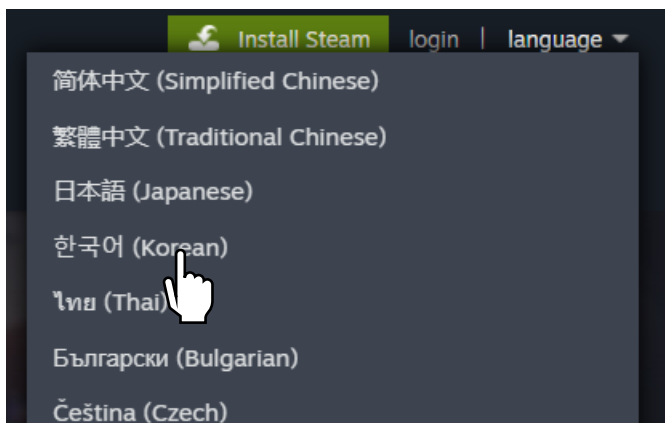 Install Steam login | language
简体中文 (Simplified Chinese)
繁體中文 (Traditional Chinese)
日本語 (Japanese)
한국어 (Korean)
ไทย (Thai)
Български (Bulgarian)
Čeština (Czech)